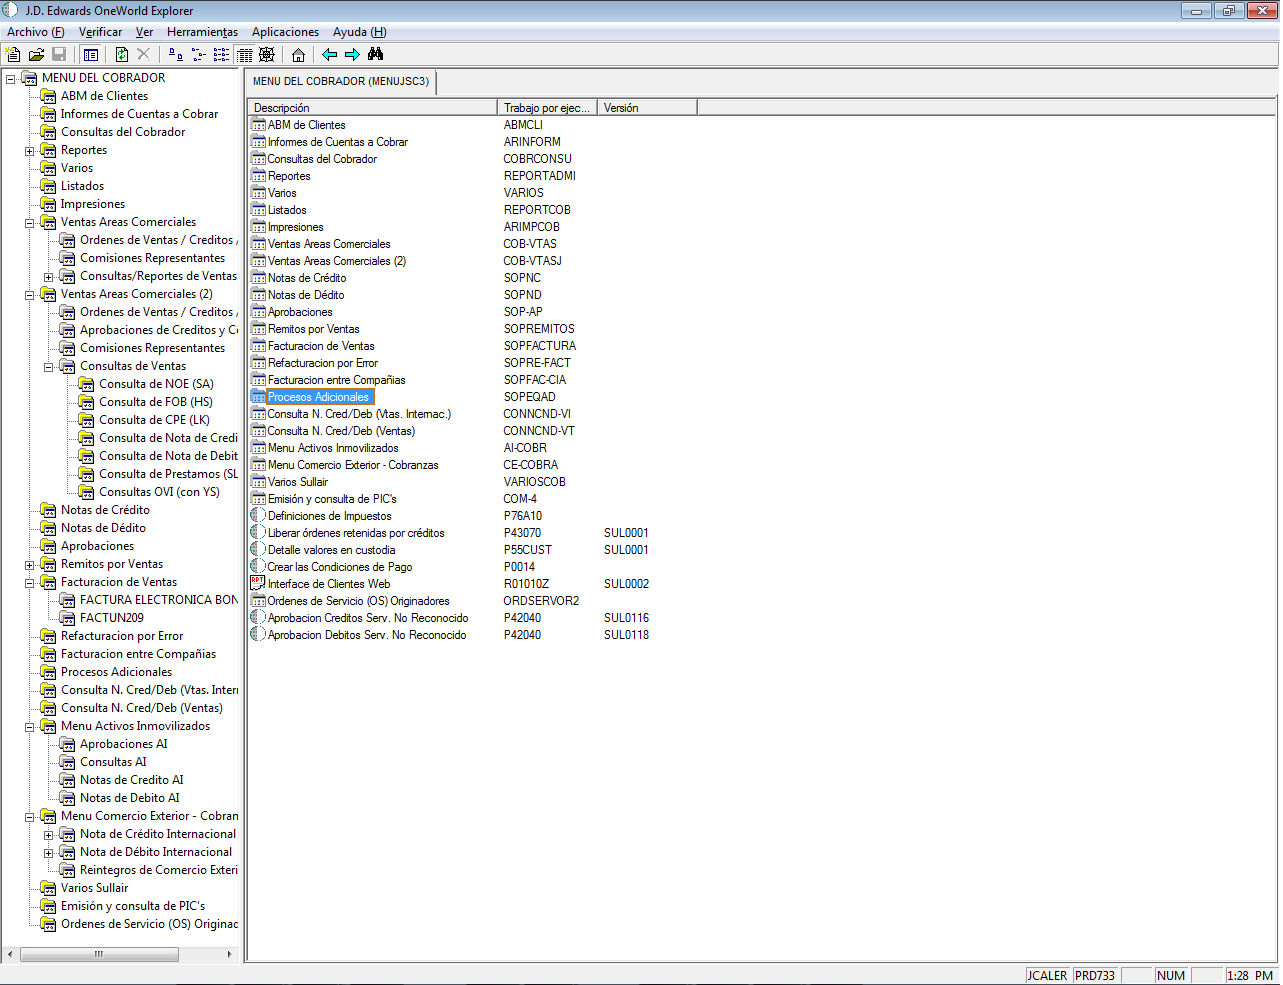 J.D. Edwards OneWorld Explorer
Archivo (F) Verificar Ver Herramientas Aplicaciones Ayuda (H)
MENU DEL COBRADOR
ABM de Clientes
Informes de Cuentas a Cobrar
Consultas del Cobrador
Reportes
Varios
Listados
Impresiones
Ventas Areas Comerciales
Ordenes de Ventas / Creditos /
Comisiones Representantes
Consultas/Reportes de Ventas
Ventas Areas Comerciales (2)
Ordenes de Ventas / Creditos /
Aprobaciones de Creditos y C
Comisiones Representantes
Consultas de Ventas
Consulta de NOE (SA)
Consulta de FOB (HS)
Consulta de CPE (LK)
Consulta de Nota de Credi
Consulta de Nota de Debit
Consulta de Prestamos (SL
Consultas OVI (con YS)
Notas de Crédito
Notas de Dédito
Aprobaciones
Remitos por Ventas
Facturacion de Ventas
FACTURA ELECTRONICA BON
FACTUN209
Refacturacion por Error
Facturacion entre Compañias
Procesos Adicionales
Consulta N. Cred/Deb (Vtas. Intern
Consulta N. Cred/Deb (Ventas)
Menu Activos Inmovilizados
Aprobaciones AI
Consultas AI
Notas de Credito AI
Notas de Debito AI
Menu Comercio Exterior - Cobran
Nota de Crédito Internacional
Nota de Débito Internacional
Reintegros de Comercio Exteri
Varios Sullair
Emisión y consulta de PIC's
Ordenes de Servicio (OS) Originad
MENU DEL COBRADOR (MENUJSC3)
Descripción Trabajo por ejec... Versión
ABM de Clientes ABMCLI
Informes de Cuentas a Cobrar ARINFORM
Consultas del Cobrador COBRCONSU
Reportes REPORTADMI
Varios VARIOS
Listados REPORTCOB
Impresiones ARIMPCOB
Ventas Areas Comerciales COB-VTAS
Ventas Areas Comerciales (2) COB-VTASJ
Notas de Crédito SOPNC
Notas de Dédito SOPND
Aprobaciones SOP-AP
Remitos por Ventas SOPREMITOS
Facturacion de Ventas SOPFACTURA
Refacturacion por Error SOPRE-FACT
Facturacion entre Compañias SOPFAC-CIA
Procesos Adicionales SOPEQAD
Consulta N. Cred/Deb (Vtas. Internac.) CONNCND-VI
Consulta N. Cred/Deb (Ventas) CONNCND-VT
Menu Activos Inmovilizados AI-COBR
Menu Comercio Exterior - Cobranzas CE-COBRA
Varios Sullair VARIOSCOB
Emisión y consulta de PIC's COM-4
Definiciones de Impuestos P76A10
Liberar órdenes retenidas por créditos P43070 SUL0001
Detalle valores en custodia P55CUST SUL0001
Crear las Condiciones de Pago P0014
RPT Interface de Clientes Web R01010Z SUL0002
Ordenes de Servicio (OS) Originadores ORDSERVOR2
Aprobacion Creditos Serv. No Reconocido P42040 SUL0116
Aprobacion Debitos Serv. No Reconocido P42040 SUL0118
JCALER PRD733 NUM 1:28 PM